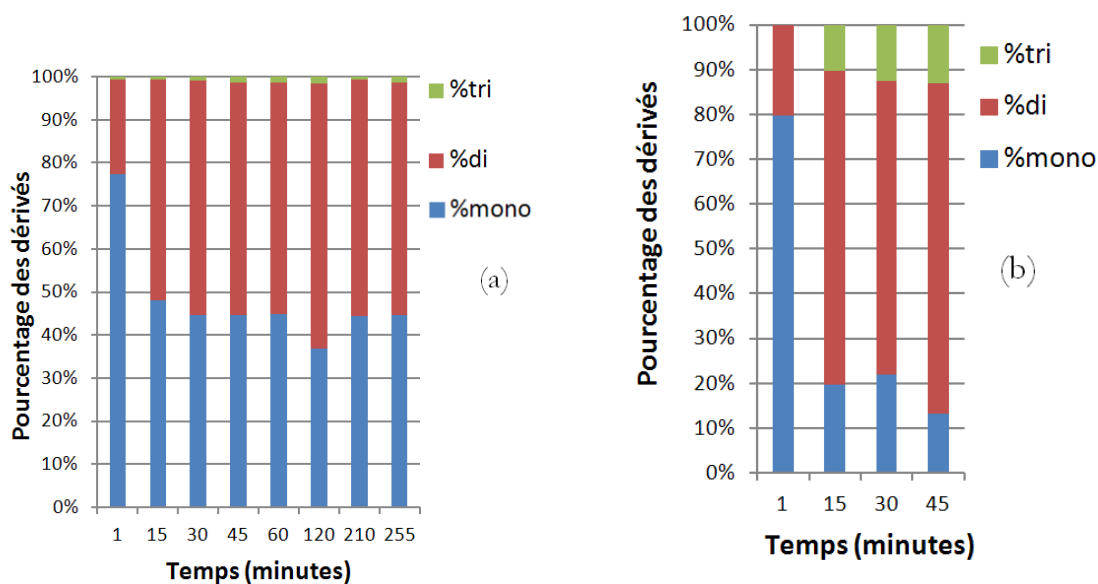 Pourcentage des dérivés
100%
90%
80%
70%
60%
50%
40%
30%
20%
10%
0%
1 15 30 45 60 120 210 255
Temps (minutes)
%tri
%di
%mono
(a)
Pourcentage des dérivés
100%
90%
80%
70%
60%
50%
40%
30%
20%
10%
0%
1 15 30 45
Temps (minutes)
%tri
%di
%mono
(b)